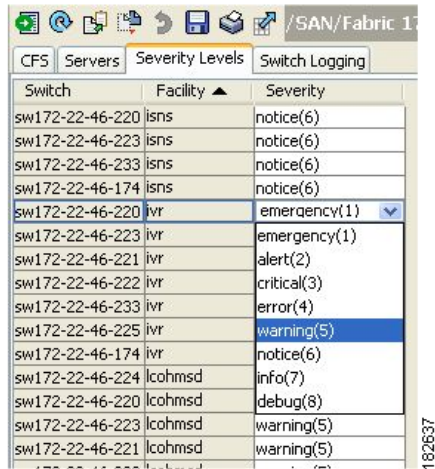 /SAN/Fabric 17
CFS Servers Severity Levels Switch Logging
Switch Facility ▲ Severity
sw172-22-46-220 isns notice(6)
sw172-22-46-223 isns notice(6)
sw172-22-46-233 isns notice(6)
sw172-22-46-174 isns notice(6)
sw172-22-46-220 ivr emergency(1)
sw172-22-46-223 ivr emergency(1)
sw172-22-46-221 ivr alert(2)
sw172-22-46-222 ivr critical(3)
sw172-22-46-233 ivr error(4)
sw172-22-46-225 ivr warning(5)
sw172-22-46-174 ivr notice(6)
sw172-22-46-224 lcohmsd info(7)
sw172-22-46-220 lcohmsd debug(8)
sw172-22-46-223 lcohmsd warning(5)
sw172-22-46-221 lcohmsd warning(5)
182637